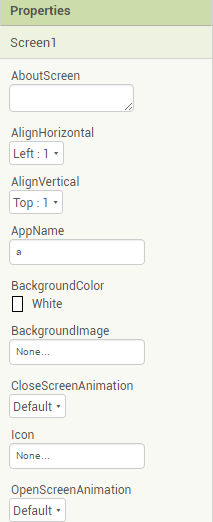 Properties
Screen1
AboutScreen
AlignHorizontal
Left : 1
AlignVertical
Top : 1
AppName
a
BackgroundColor
White
BackgroundImage
None...
CloseScreenAnimation
Default
Icon
None...
OpenScreenAnimation
Default